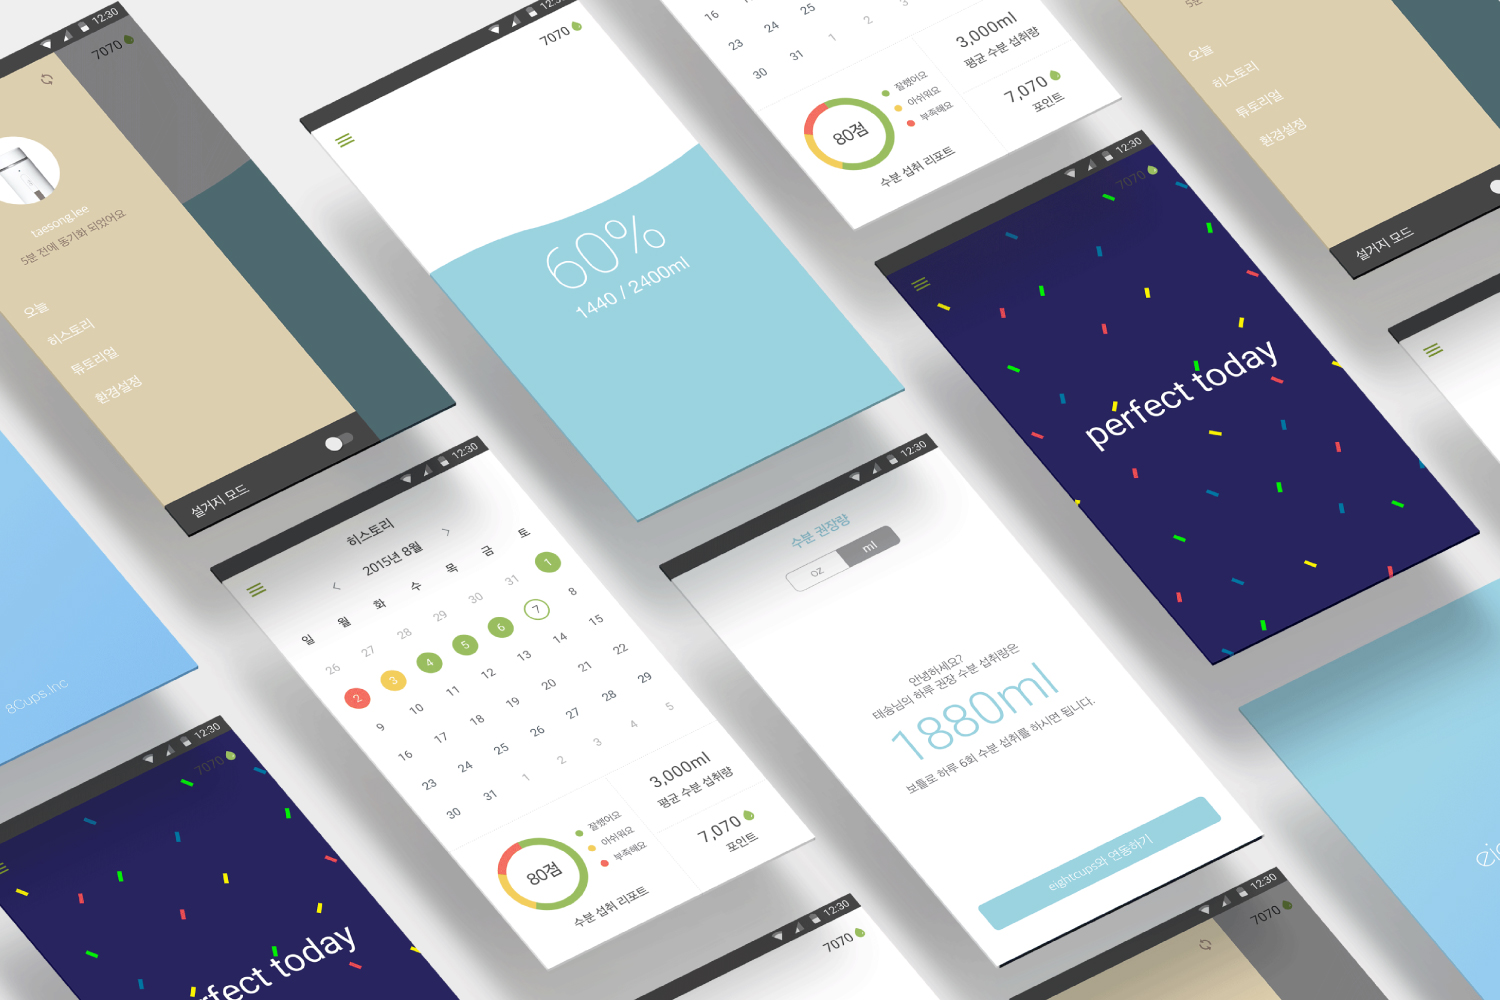 12:30
7070
taesong.lee
5분 전에 동기화 되었어요
오늘
히스토리
튜토리얼
환경설정
설거지 모드
12:30
7070
60%
1440 / 2400ml
16 24 25
23 24 31 1 2 3
30 31
80점
잘했어요
아쉬워요
부족해요
수분 섭취 리포트
3,000ml
평균 수분 섭취량
7,070
포인트
오늘
히스토리
튜토리얼
환경설정
설거지 모드
12:30
7070
perfect today
8Cups.inc
12:30
히스토리
< 2015년 8월 >
일 월 화 수 목 금 토
26 27 28 29 30 31 1
2 3 4 5 6 7 8
9 10 11 12 13 14 15
16 17 18 19 20 21 22
23 24 25 26 27 28 29
30 31 1 2 3 4 5
80점
잘했어요
아쉬워요
부족해요
수분 섭취 리포트
3,000ml
평균 수분 섭취량
7,070
포인트
12:30
수분 권장량
oz ml
안녕하세요?
태송님의 하루 권장 수분 섭취량은
1880ml
보틀로 하루 6회 수분 섭취를 하시면 됩니다.
eightcups와 연동하기
12:30
7070
perfect today
12:30
7070
12:30
7070